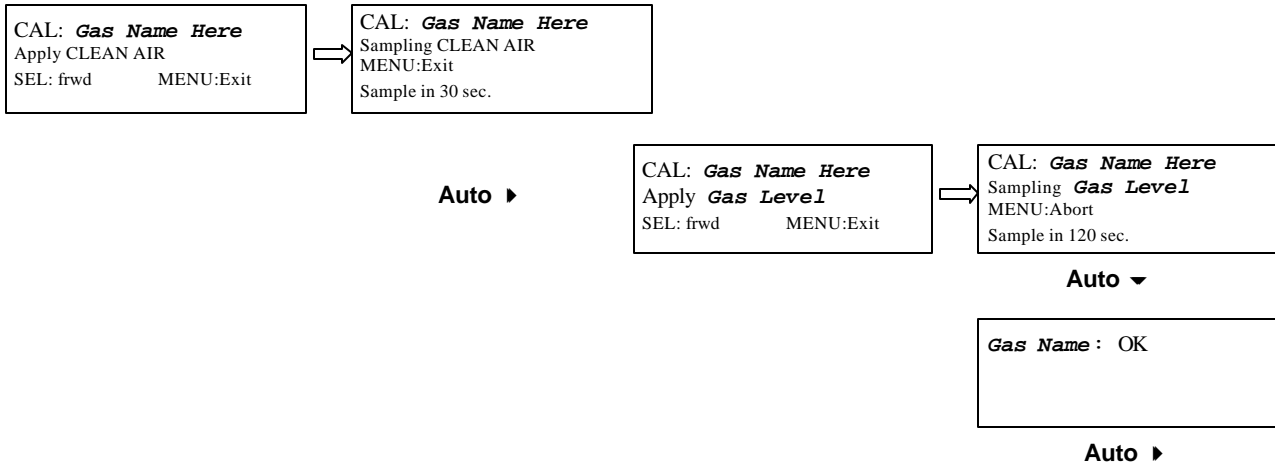 CAL: Gas Name Here
Apply CLEAN AIR
SEL: frwd MENU:Exit
CAL: Gas Name Here
Sampling CLEAN AIR
MENU:Exit
Sample in 30 sec.
Auto
CAL: Gas Name Here
Apply Gas Level
SEL: frwd MENU:Exit
CAL: Gas Name Here
Sampling Gas Level
MENU:Abort
Sample in 120 sec.
Auto
Gas Name: OK
Auto